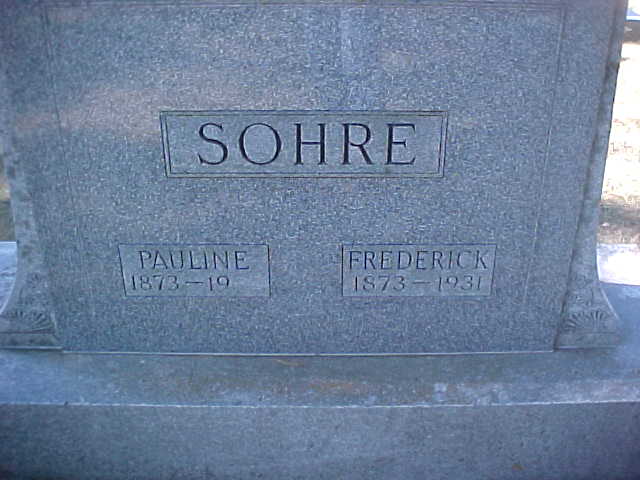 SOHRE
PAULINE
1873 — 19
FREDERICK
1873 — 1931